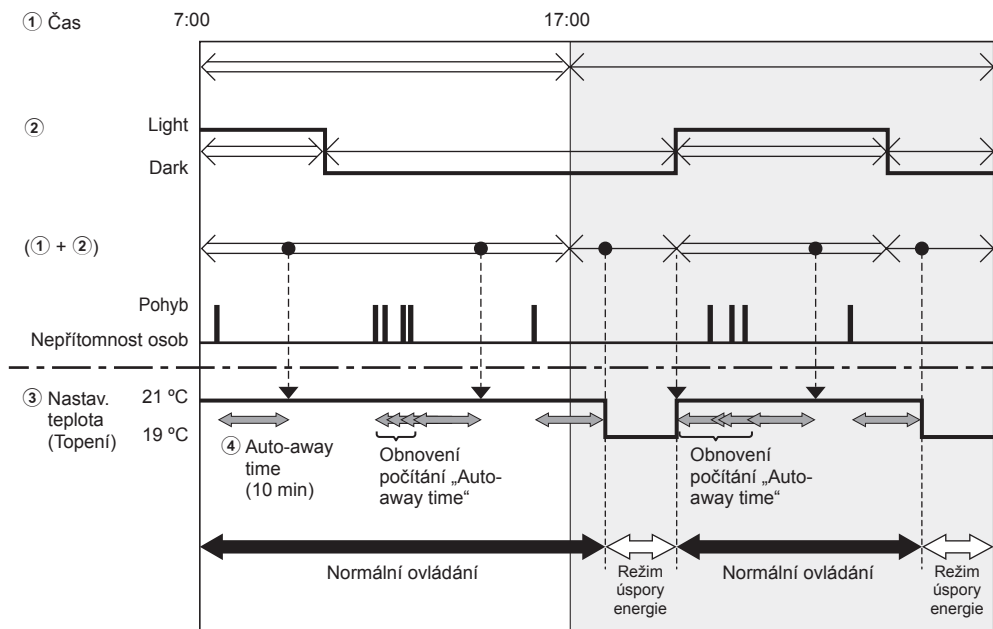 ① Čas
7:00
17:00
②
Light
Dark
(① + ②)
Pohyb
Nepřítomnost osob
③ Nastav.
teplota
(Topení)
21 ºC
19 ºC
④ Auto-away
time
(10 min)
Obnovení
počítání „Auto-
away time“
Obnovení
počítání „Auto-
away time“
Normální ovládání
Režim
úspory
energie
Normální ovládání
Režim
úspory
energie